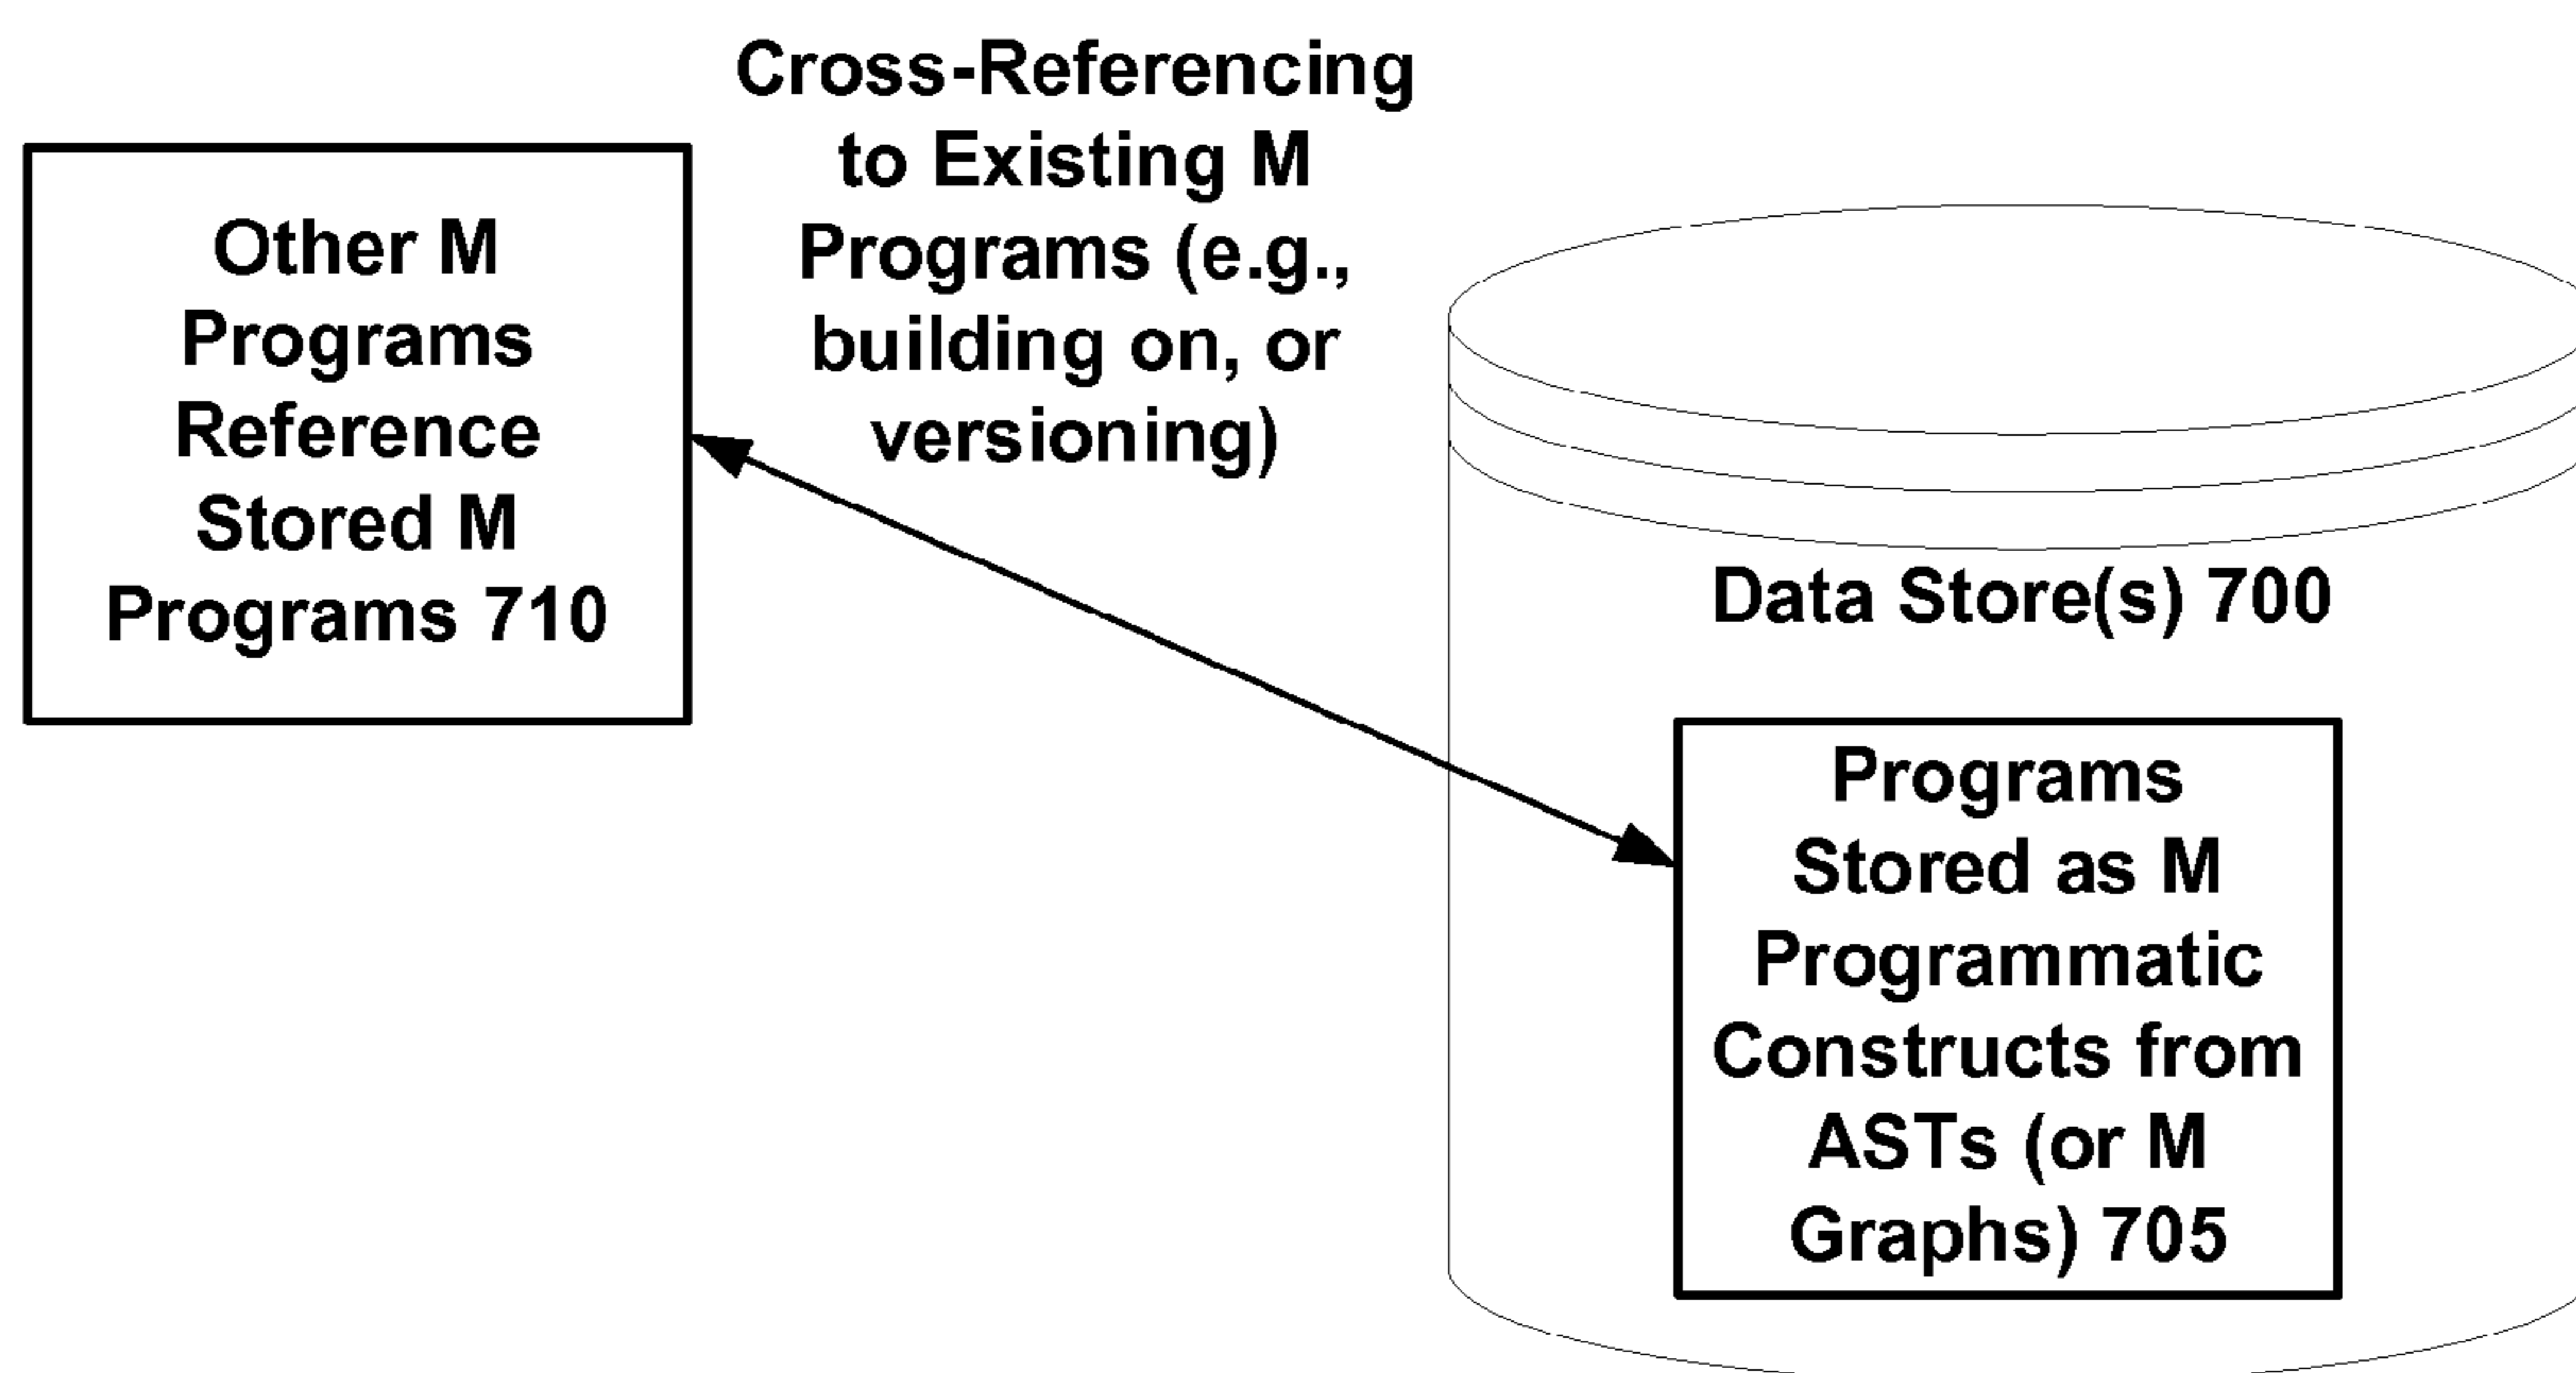 Cross-Referencing
to Existing M
Programs (e.g.,
building on, or
versioning)
Other M
Programs
Reference
Stored M
Programs 710
Data Store(s) 700
Programs
Stored as M
Programmatic
Constructs from
ASTs (or M
Graphs) 705